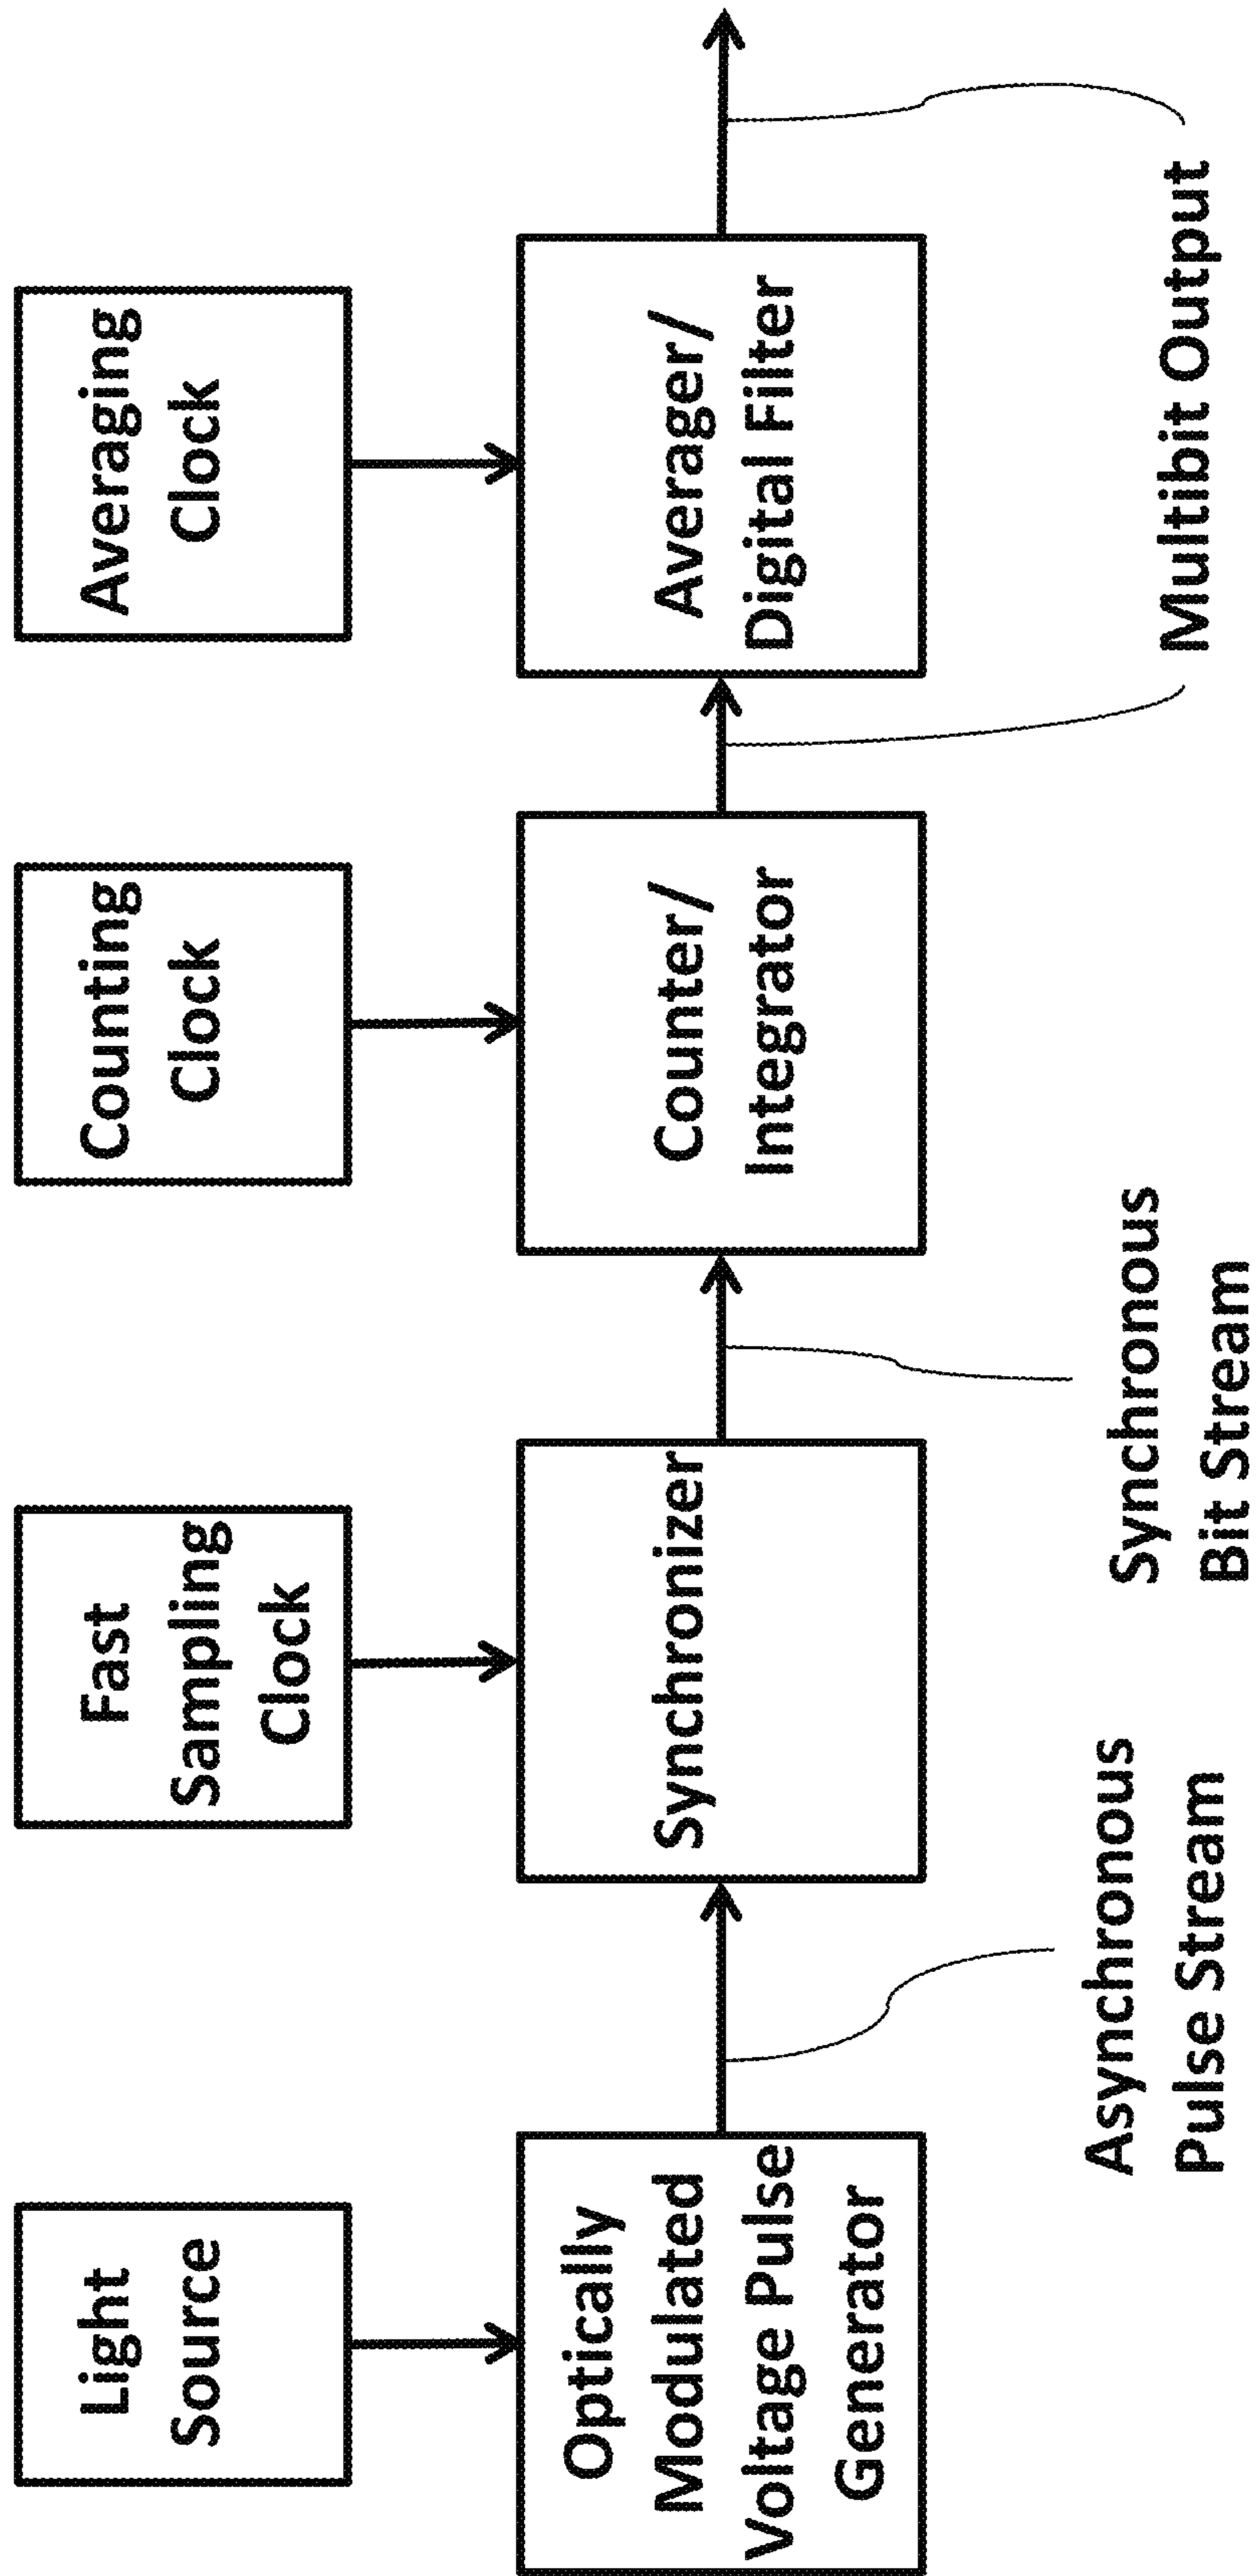 Light
Source
Fast
Sampling
Clock
Counting
Clock
Averaging
Clock
Optically
Modulated
Voltage Pulse
Generator
Synchronizer
Counter/
Integrator
Averager/
Digital Filter
Asynchronous
Pulse Stream
Synchronous
Bit Stream
Multibit Output